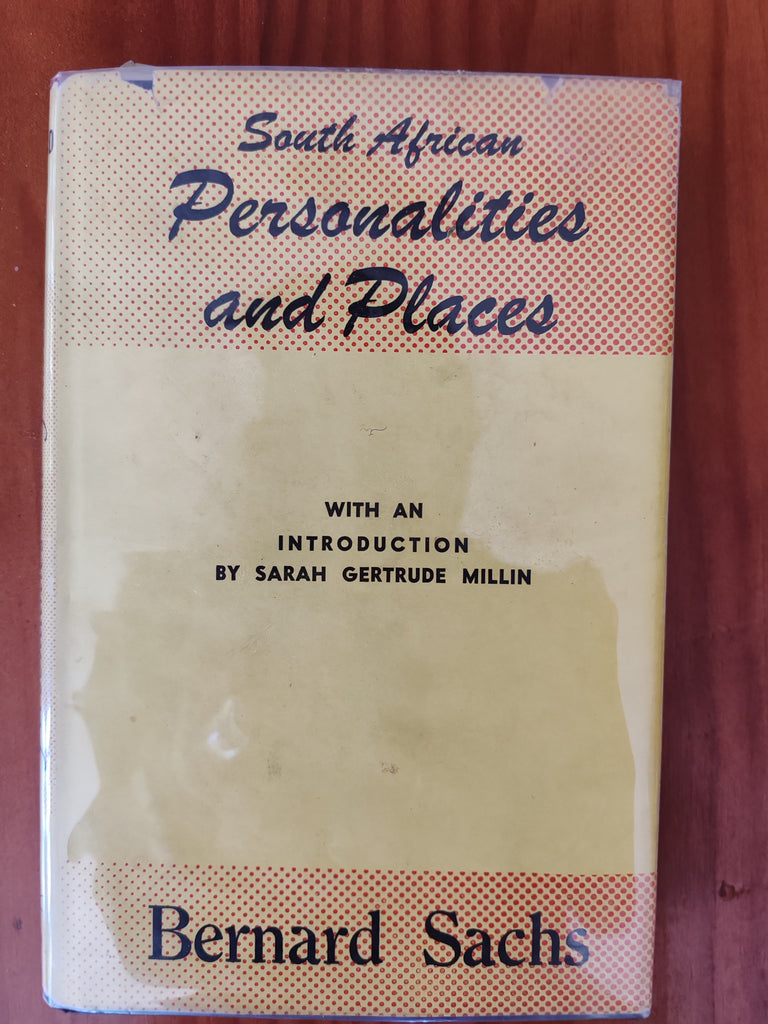 South African
Personalities
and Places
WITH AN
INTRODUCTION
BY SARAH GERTRUDE MILLIN
Bernard Sachs